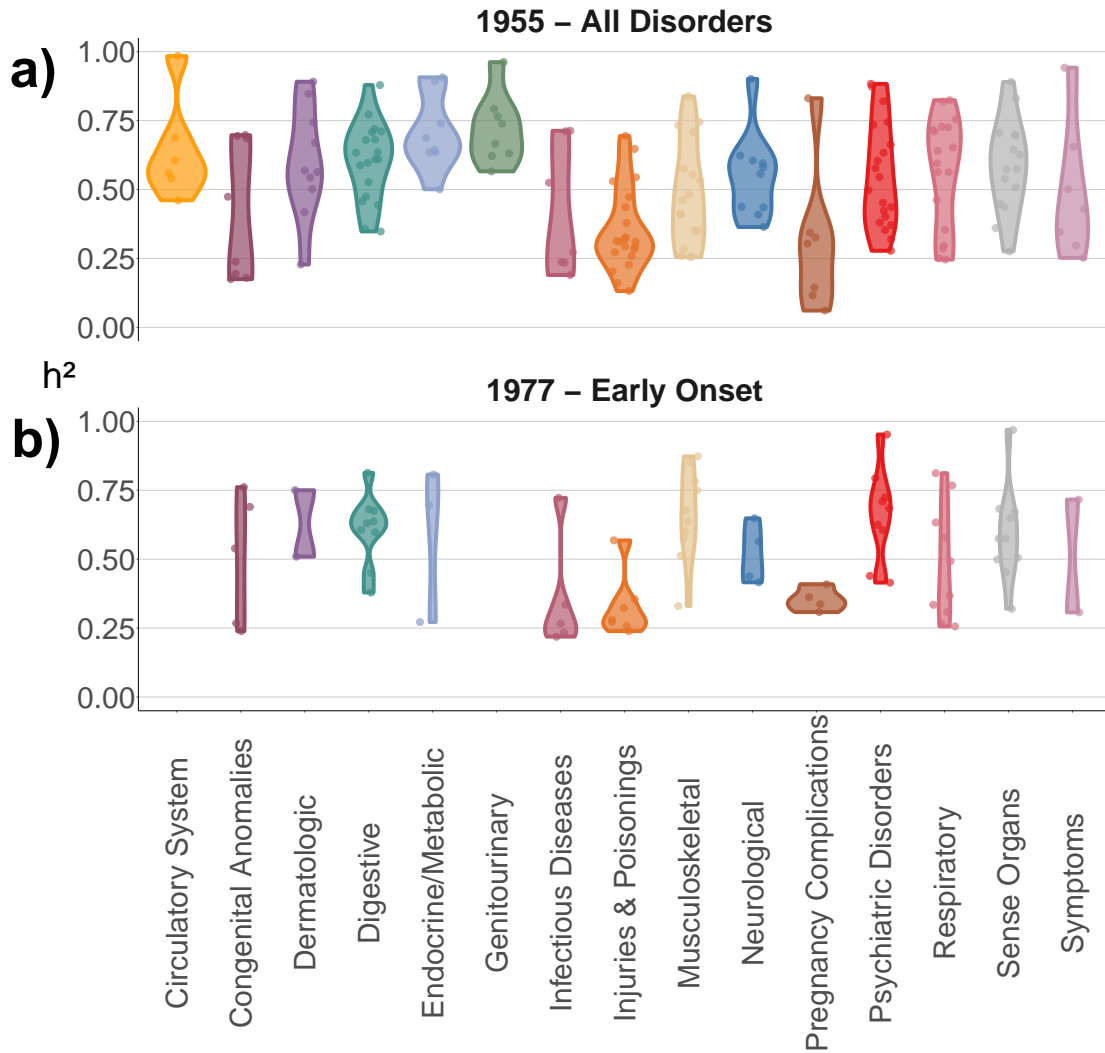 1955 – All Disorders
a)
1.00
0.75
0.50
0.25
0.00
h²
1977 – Early Onset
b)
1.00
0.75
0.50
0.25
0.00
Circulatory System
Congenital Anomalies
Dermatologic
Digestive
Endocrine/Metabolic
Genitourinary
Infectious Diseases
Injuries & Poisonings
Musculoskeletal
Neurological
Pregnancy Complications
Psychiatric Disorders
Respiratory
Sense Organs
Symptoms